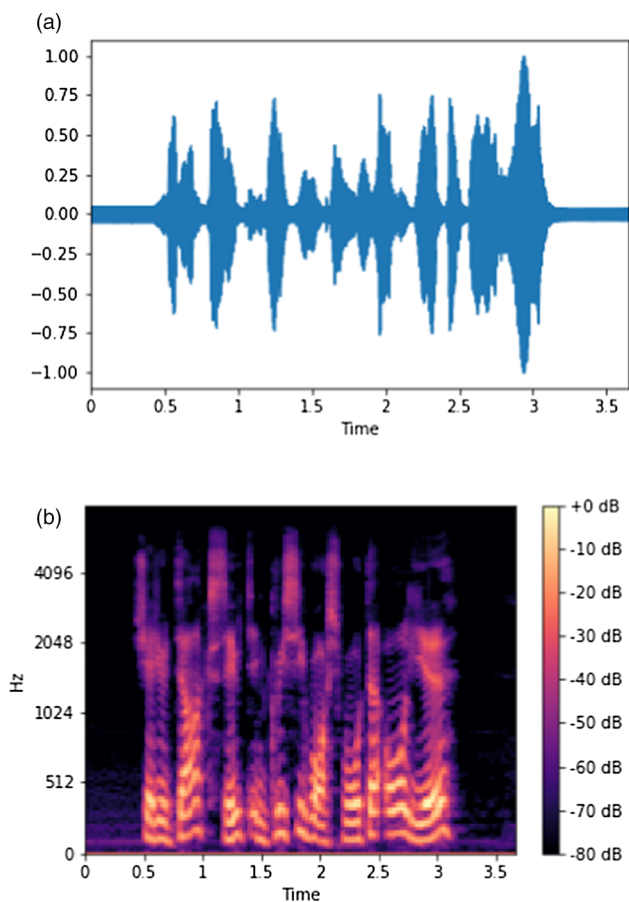 (a)
1.00
0.75
0.50
0.25
0.00
−0.25
−0.50
−0.75
−1.00
0 0.5 1 1.5 2 2.5 3 3.5
Time
(b)
4096
2048
1024
512
0
Hz
0 0.5 1 1.5 2 2.5 3 3.5
Time
+0 dB
-10 dB
-20 dB
-30 dB
-40 dB
-50 dB
-60 dB
-70 dB
-80 dB